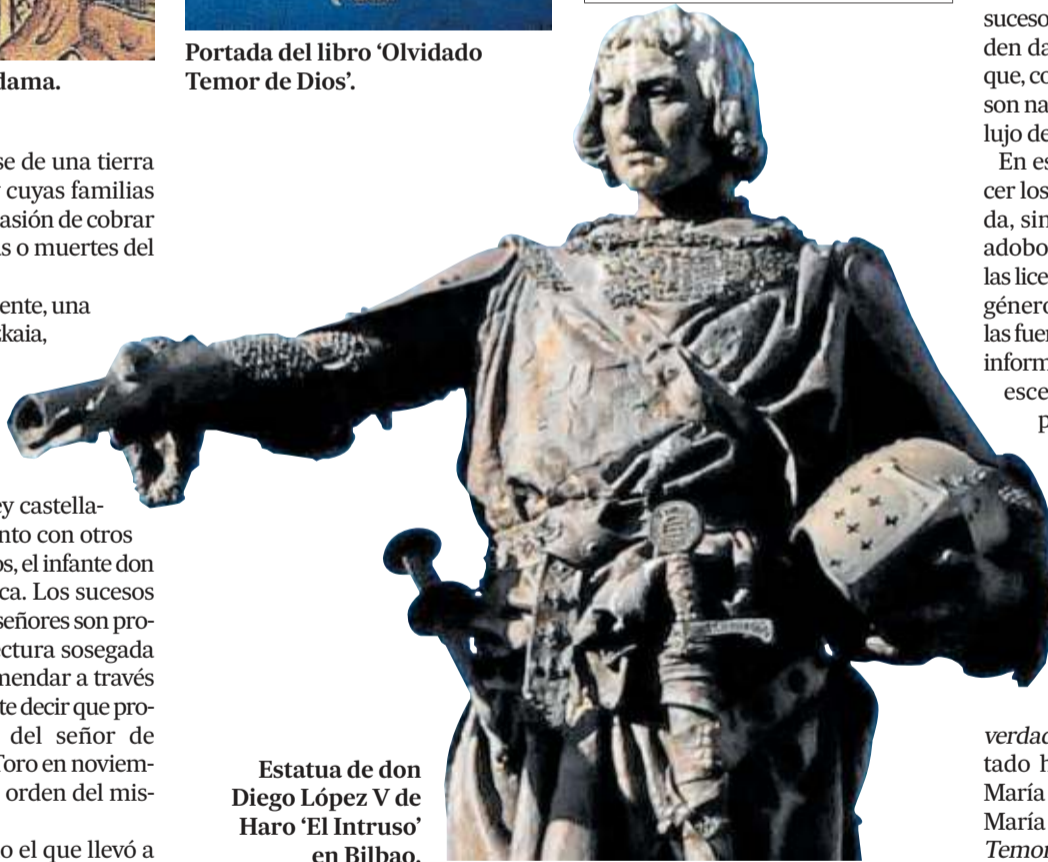 dama.
Portada del libro ‘Olvidado
Temor de Dios’.
se de una tierra
cuyas familias
asión de cobrar
s o muertes del
ente, una
zkaia,
ey castella-
nto con otros
os, el infante don
ca. Los sucesos
señores son pro-
ectura sosegada
mendar a través
te decir que pro-
del señor de
Toro en noviem-
orden del mis-
o el que llevó a
Estatua de don
Diego López V de
Haro ‘El Intruso’
en Bilbao.
suceso
den da
que, co
son na
lujo de
En es
cer los
da, sin
adobo
las lice
género
las fuer
inform
esce
p
verdad
tado h
María
María
Temor